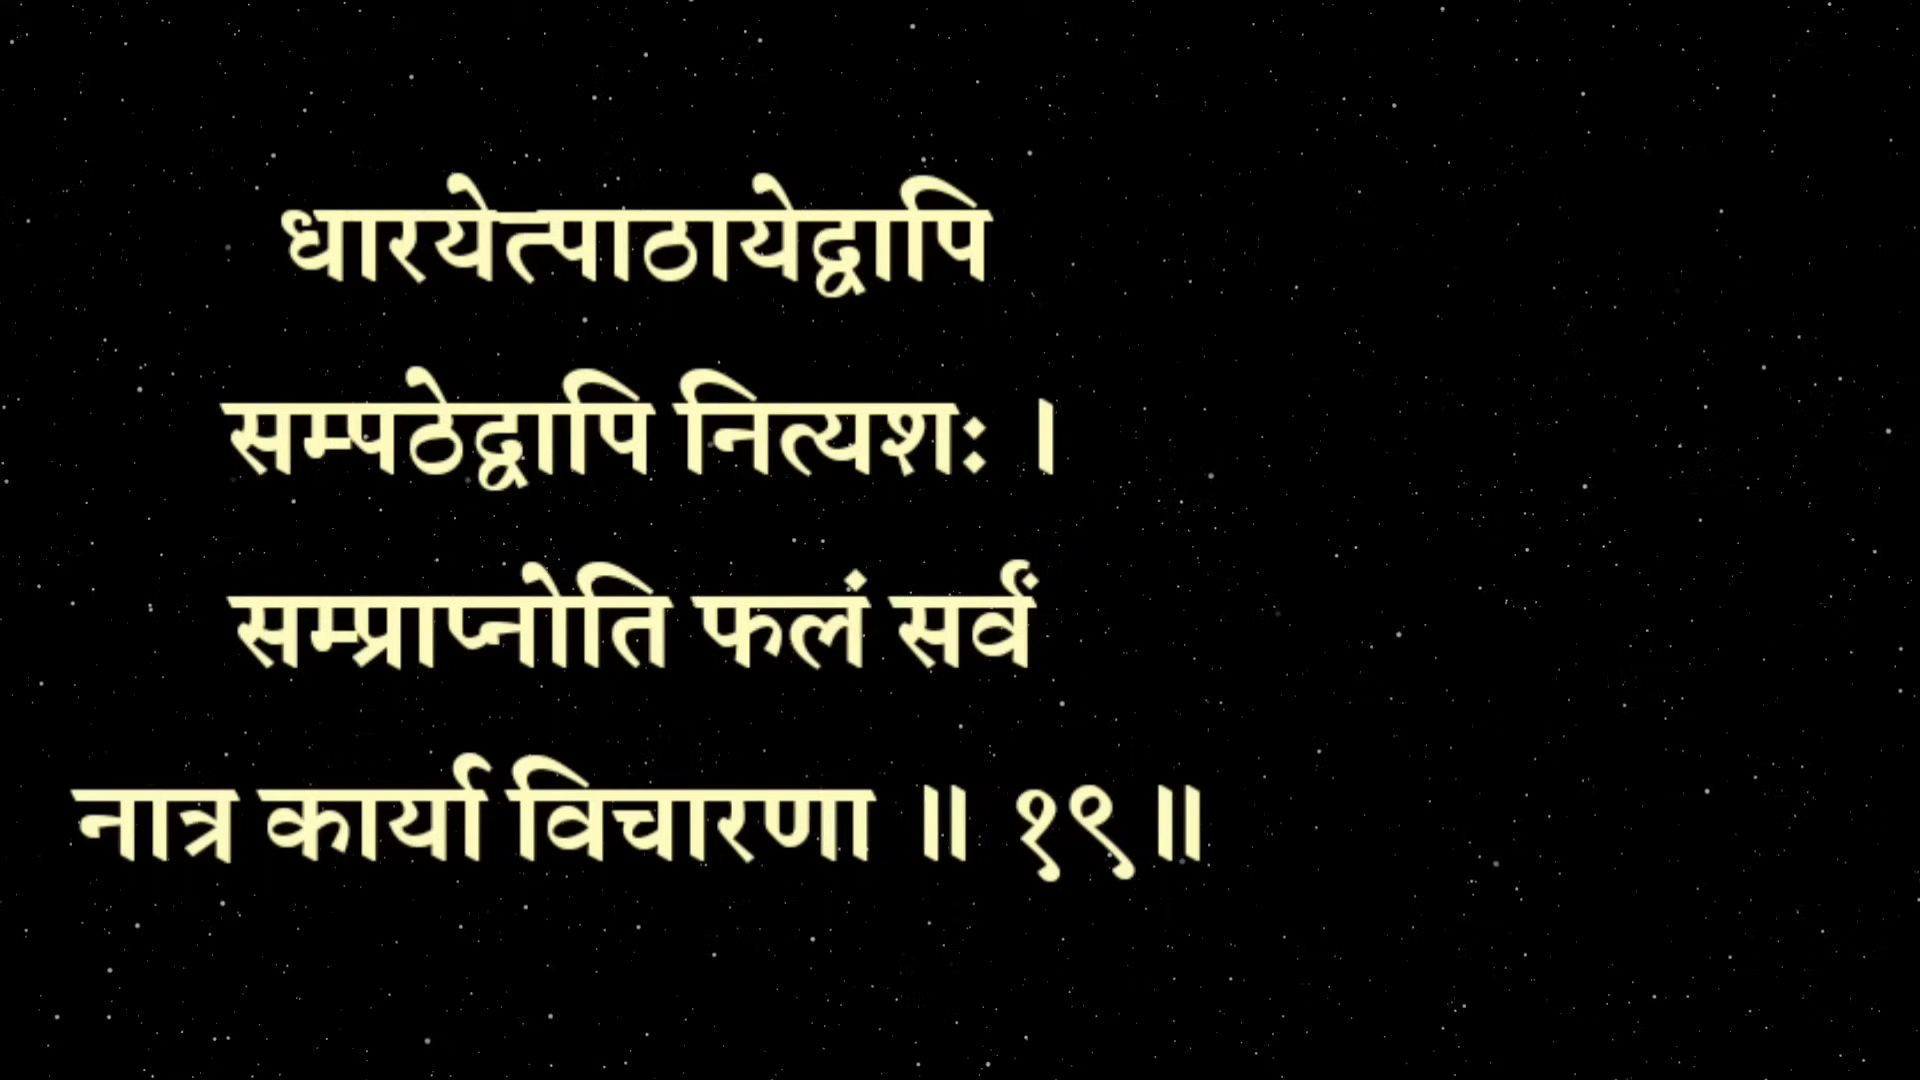 धारयेत्पाठायेद्वापि
सम्पठेद्वापि नित्यशः ।
सम्प्राप्नोति फलं सर्वं
नात्र कार्या विचारणा ॥ १९ ॥